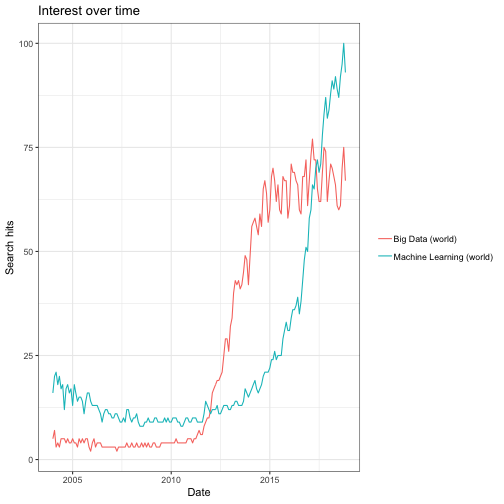 Interest over time
Search hits
100
75
50
25
0
2005
2010
2015
Date
Big Data (world)
Machine Learning (world)